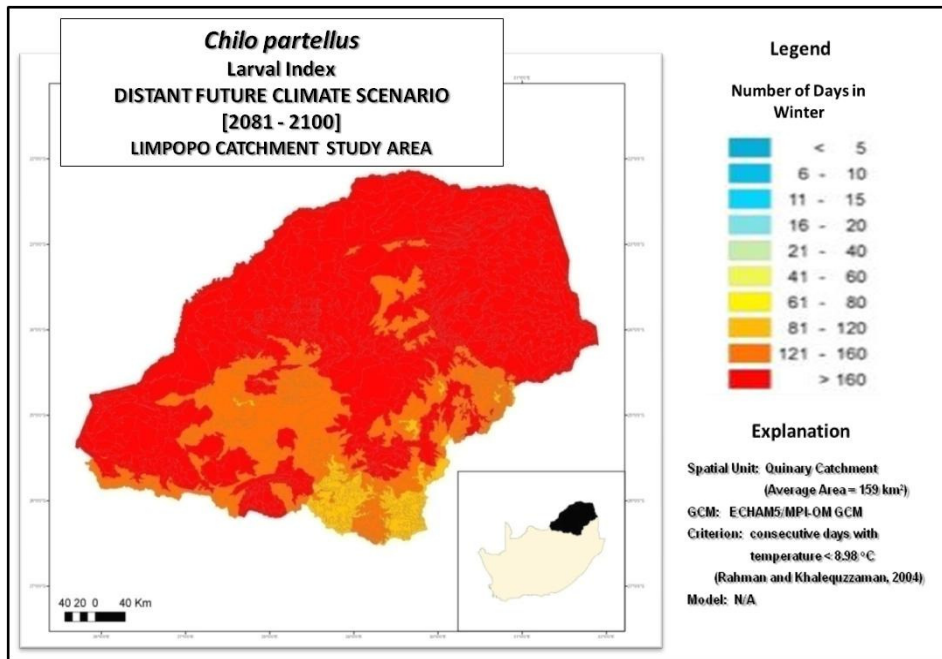 Chilo partellus
Larval Index
DISTANT FUTURE CLIMATE SCENARIO
[2081 - 2100]
LIMPOPO CATCHMENT STUDY AREA
40 20 0 40 Km
Legend
Number of Days in
Winter
< 5
6 - 10
11 - 15
16 - 20
21 - 40
41 - 60
61 - 80
81 - 120
121 - 160
> 160
Explanation
Spatial Unit: Quinary Catchment
(Average Area = 159 km²)
GCM: ECHAM5/MPI-OM GCM
Criterion: consecutive days with
temperature < 8.98 °C
(Rahman and Khalequzzaman, 2004)
Model: N/A